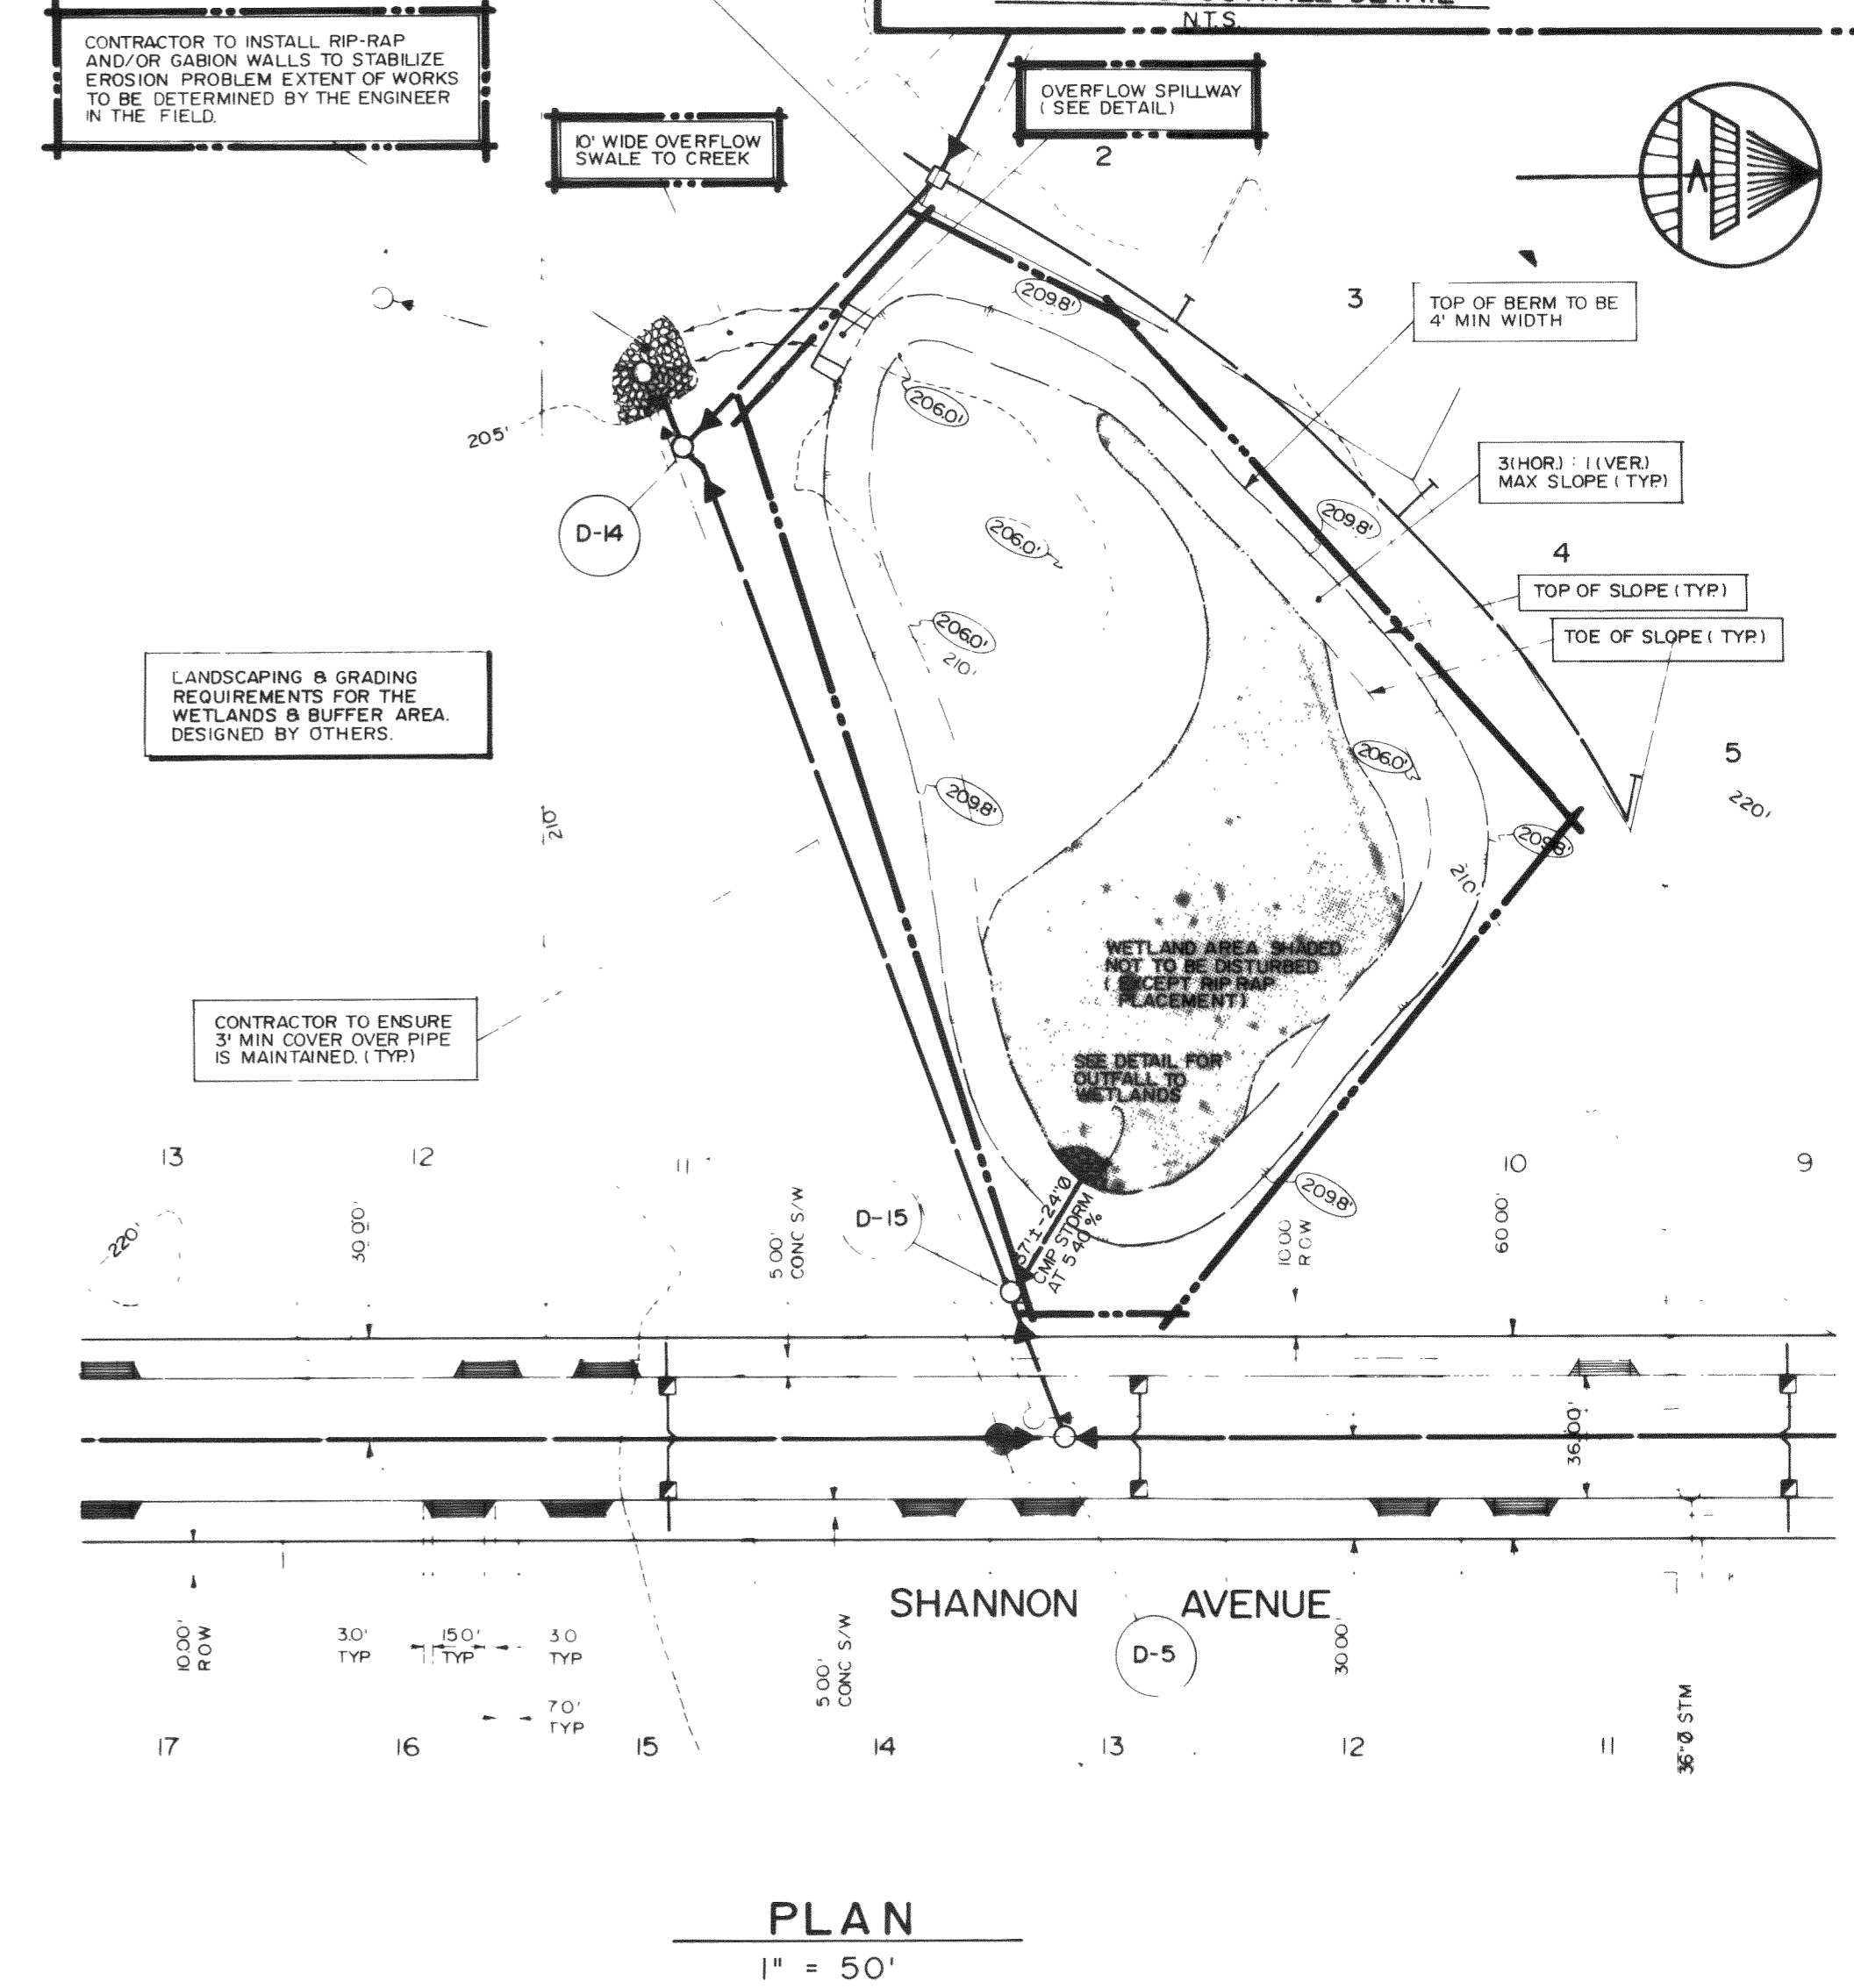 N.T.S.
CONTRACTOR TO INSTALL RIP-RAP
AND/OR GABION WALLS TO STABILIZE
EROSION PROBLEM EXTENT OF WORKS
TO BE DETERMINED BY THE ENGINEER
IN THE FIELD.
10' WIDE OVERFLOW
SWALE TO CREEK
OVERFLOW SPILLWAY
(SEE DETAIL)
2
3
TOP OF BERM TO BE
4' MIN WIDTH
209.8'
206.0'
205'
3(HOR.) : 1(VER.)
MAX SLOPE (TYP.)
209.8'
D-14
206.0'
4
TOP OF SLOPE (TYP.)
TOE OF SLOPE (TYP.)
206.0'
210'
LANDSCAPING & GRADING
REQUIREMENTS FOR THE
WETLANDS & BUFFER AREA.
DESIGNED BY OTHERS.
206.0'
5
220'
209.8'
210'
209.8'
210'
WETLAND AREA SHADED
NOT TO BE DISTURBED
(EXCEPT RIP RAP
PLACEMENT)
CONTRACTOR TO ENSURE
3' MIN COVER OVER PIPE
IS MAINTAINED. (TYP.)
SEE DETAIL FOR
OUTFALL TO
WETLANDS
13
12
11
10
9
209.8'
D-15
37'± - 24"Ø
CMP STORM
AT 5.40%
220'
30.00'
5.00'
CONC S/W
10.00'
ROW
60.00'
36.00'
SHANNON AVENUE
10.00'
ROW
3.0'
TYP
15.0'
TYP
3.0
TYP
7.0'
TYP
5.00'
CONC S/W
D-5
30.00'
36"Ø STM
17
16
15
14
13
12
11
PLAN
1" = 50'